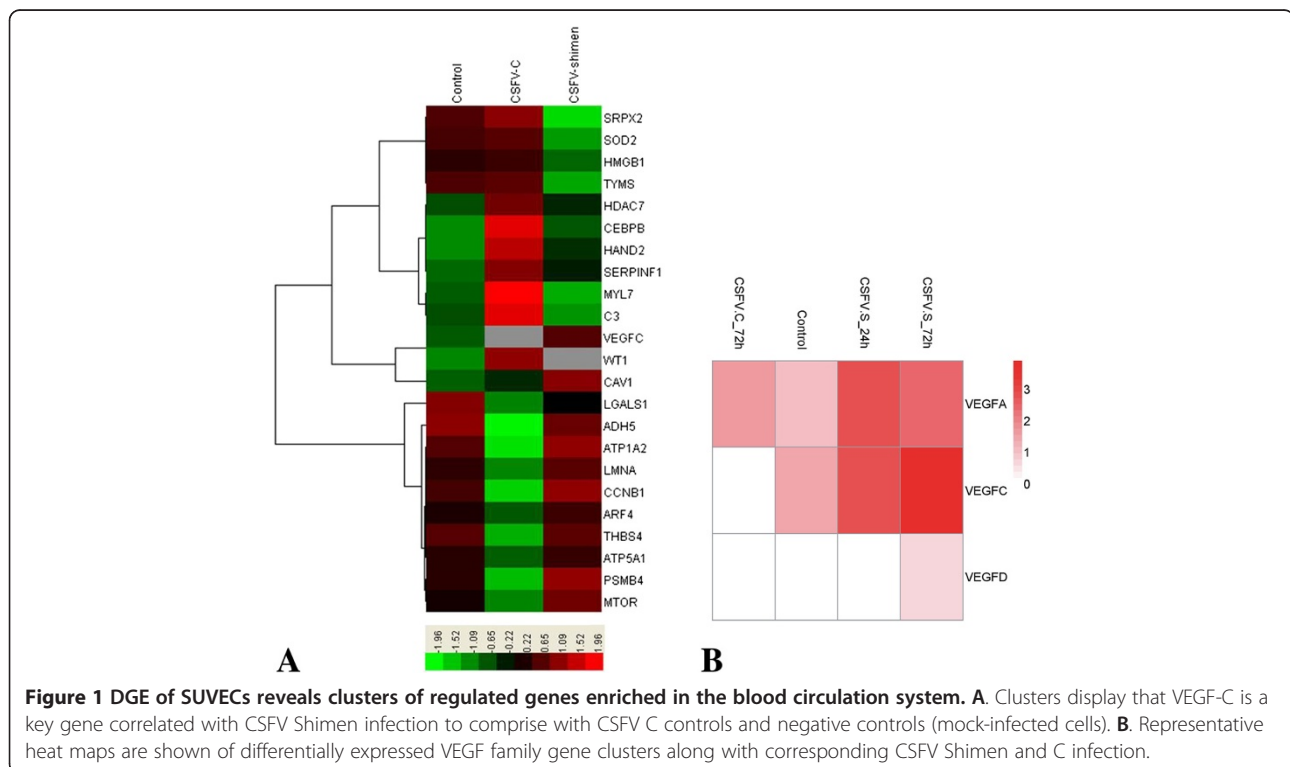 Control
CSFV-C
CSFV-shimen
SRPX2
SOD2
HMGB1
TYMS
HDAC7
CEBPB
HAND2
SERPINF1
MYL7
C3
VEGFC
WT1
CAV1
LGALS1
ADH5
ATP1A2
LMNA
CCNB1
ARF4
THBS4
ATP5A1
PSMB4
MTOR
-1.96
-1.52
-1.09
-0.65
-0.22
0.22
0.65
1.09
1.52
1.96
A
CSFV.C_72h
Control
CSFV.S_24h
CSFV.S_72h
VEGFA
VEGFC
VEGFD
3
2
1
0
B
Figure 1 DGE of SUVECs reveals clusters of regulated genes enriched in the blood circulation system. A. Clusters display that VEGF-C is a
key gene correlated with CSFV Shimen infection to comprise with CSFV C controls and negative controls (mock-infected cells). B. Representative
heat maps are shown of differentially expressed VEGF family gene clusters along with corresponding CSFV Shimen and C infection.